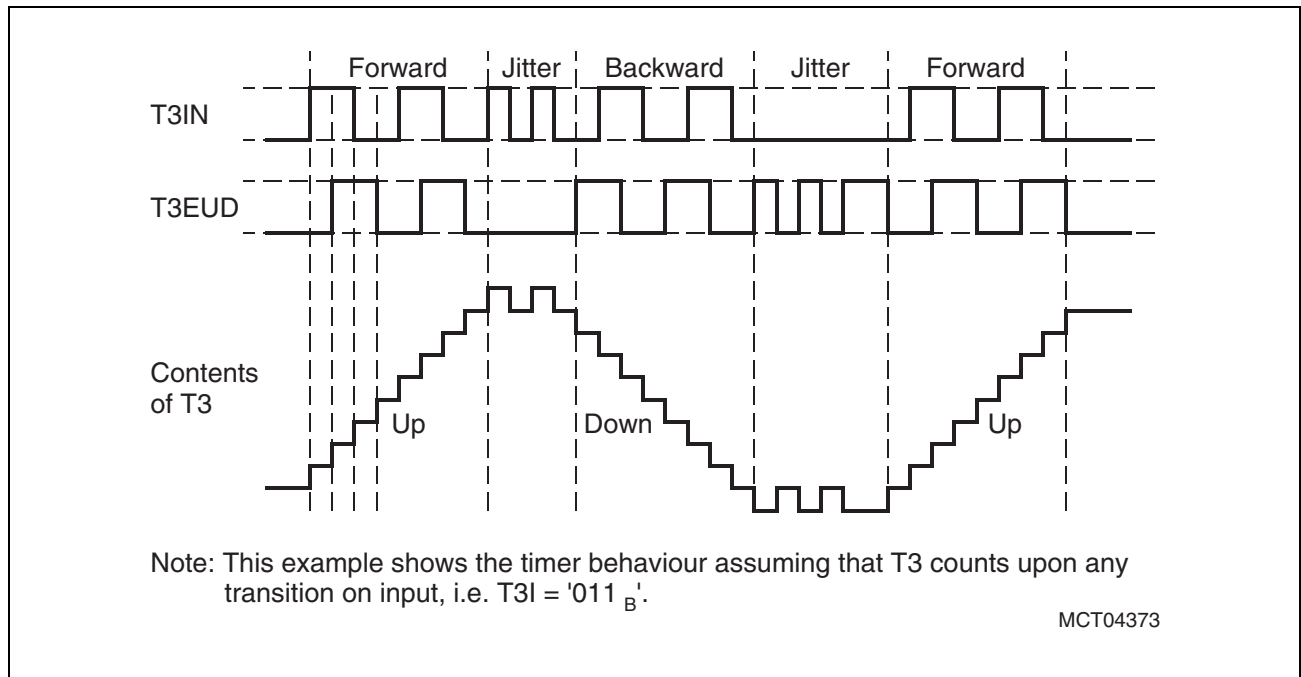 Forward Jitter Backward Jitter Forward
T3IN
T3EUD
Contents
of T3
Up Down Up
Note: This example shows the timer behaviour assuming that T3 counts upon any
transition on input, i.e. T3I = '011 B'.
MCT04373